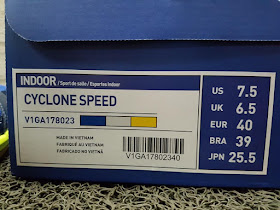 INDOOR / Sport de salle / Esportes Indoor
CYCLONE SPEED
V1GA178023
MADE IN VIETNAM
FABRIQUÉ AU VIETNAM
FABRICADO NO VIETNÃ
V1GA17802340
US 7.5
UK 6.5
EUR 40
BRA 39
JPN 25.5